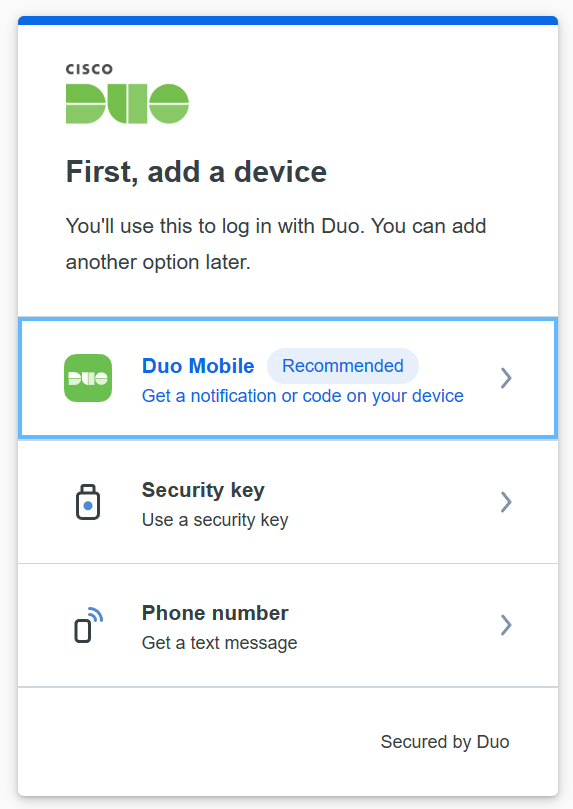 CISCO
DUO
First, add a device
You'll use this to log in with Duo. You can add
another option later.
DUO
Duo Mobile Recommended
Get a notification or code on your device
Security key
Use a security key
Phone number
Get a text message
Secured by Duo